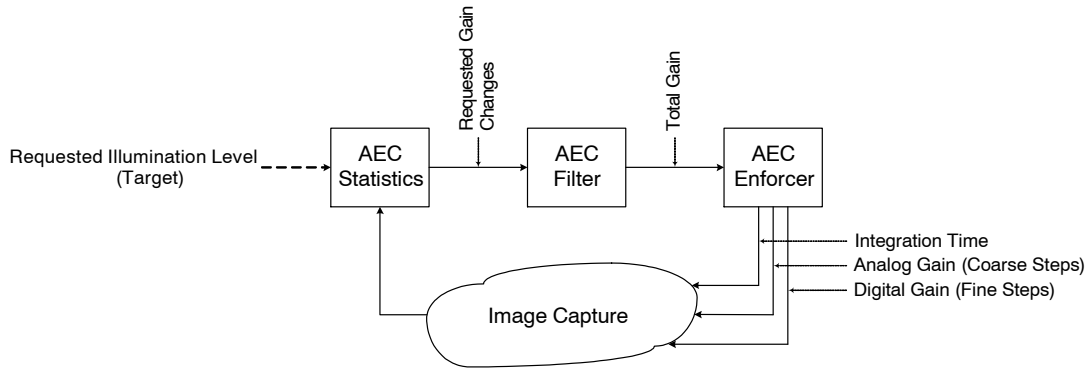 Requested Gain
Changes
Total Gain
Requested Illumination Level
(Target)
AEC
Statistics
AEC
Filter
AEC
Enforcer
Integration Time
Analog Gain (Coarse Steps)
Digital Gain (Fine Steps)
Image Capture